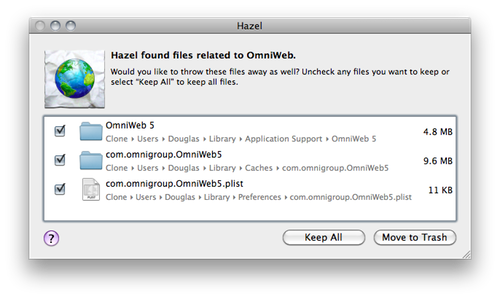 Hazel
Hazel found files related to OmniWeb.
Would you like to throw these files away as well? Uncheck any files you want to keep or
select “Keep All” to keep all files.
OmniWeb 5
Clone ▸ Users ▸ Douglas ▸ Library ▸ Application Support ▸ OmniWeb 5
4.8 MB
com.omnigroup.OmniWeb5
Clone ▸ Users ▸ Douglas ▸ Library ▸ Caches ▸ com.omnigroup.OmniWeb5
9.6 MB
com.omnigroup.OmniWeb5.plist
Clone ▸ Users ▸ Douglas ▸ Library ▸ Preferences ▸ com.omnigroup.OmniWeb5.plist
11 KB
?
Keep All
Move to Trash